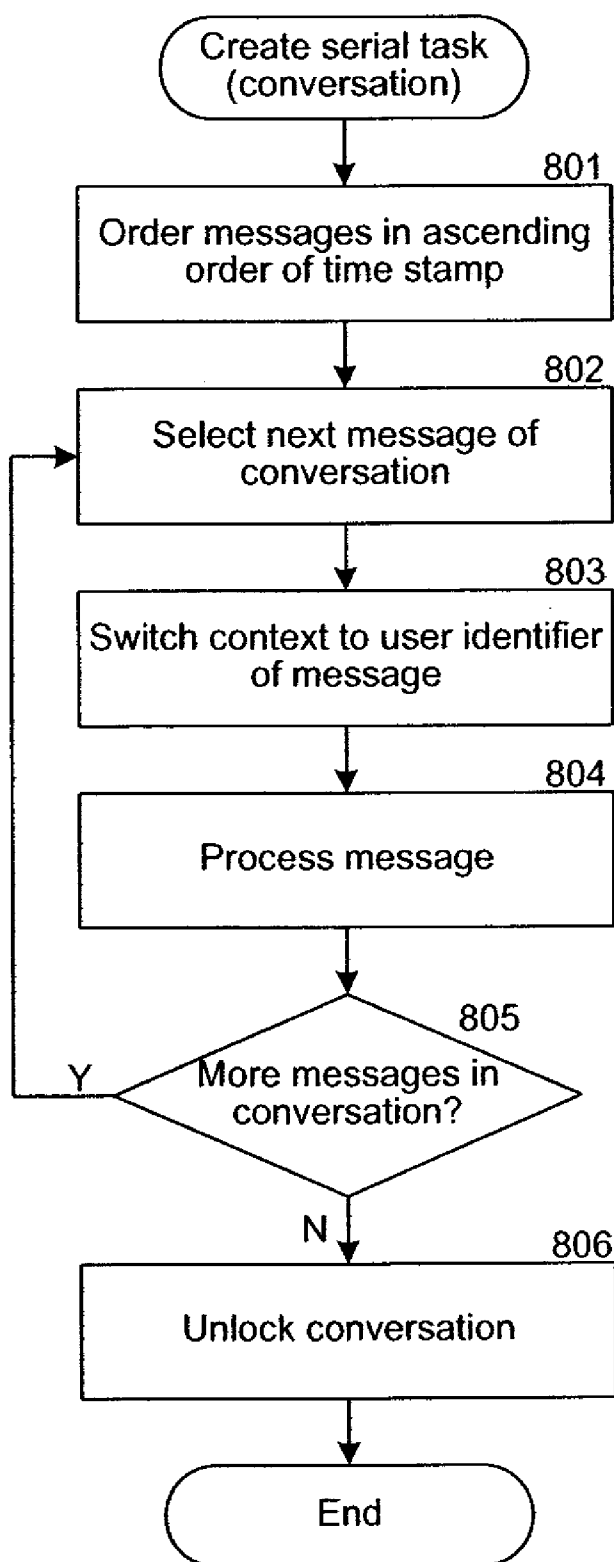 Create serial task
(conversation)
801
Order messages in ascending
order of time stamp
802
Select next message of
conversation
803
Switch context to user identifier
of message
804
Process message
805
More messages in
conversation?
Y
N
806
Unlock conversation
End